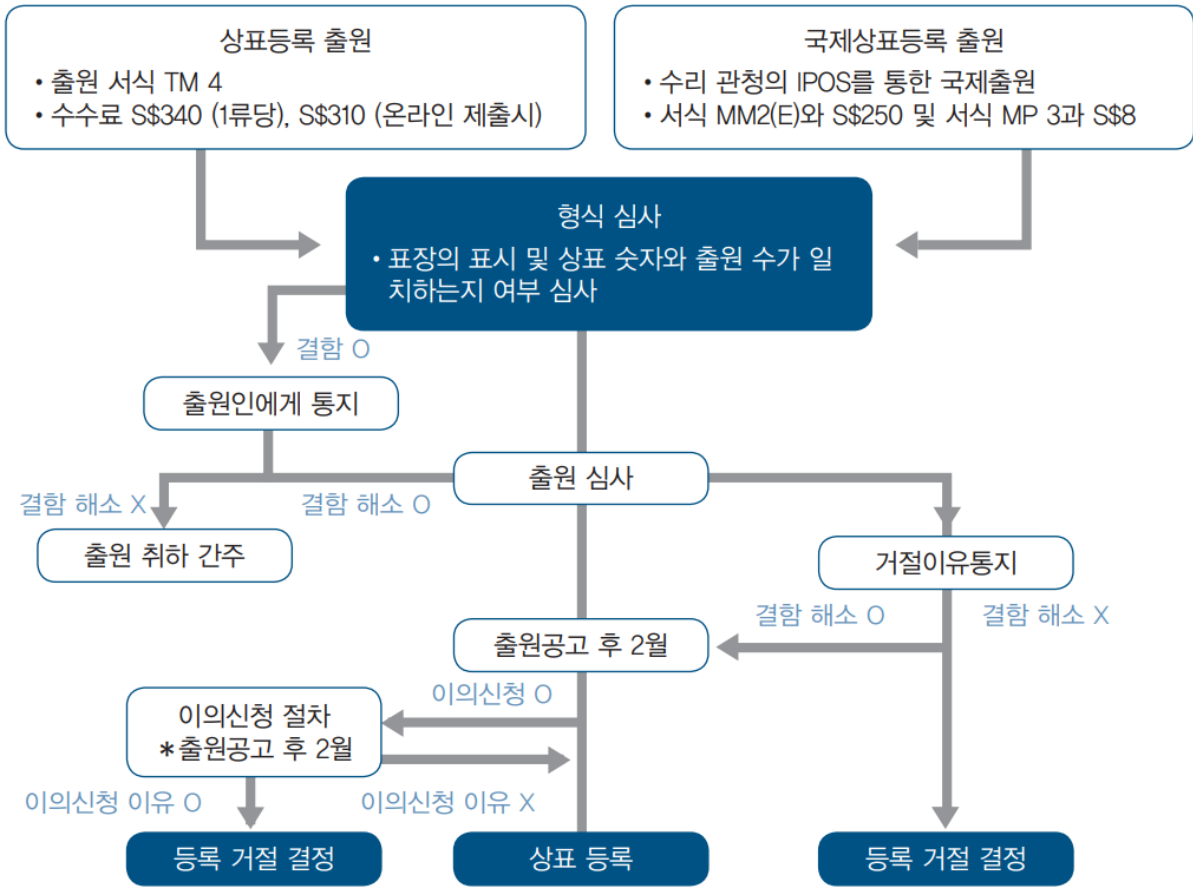 상표등록 출원
• 출원 서식 TM 4
• 수수료 S$340 (1류당), S$310 (온라인 제출시)
국제상표등록 출원
• 수리 관청의 IPOS를 통한 국제출원
• 서식 MM2(E)와 S$250 및 서식 MP 3과 S$8
형식 심사
• 표장의 표시 및 상표 숫자와 출원 수가 일
치하는지 여부 심사
결함 O
출원인에게 통지
출원 심사
결함 해소 X
결함 해소 O
출원 취하 간주
거절이유통지
결함 해소 O
결함 해소 X
출원공고 후 2월
이의신청 O
이의신청 절차
*출원공고 후 2월
이의신청 이유 O
이의신청 이유 X
등록 거절 결정
상표 등록
등록 거절 결정